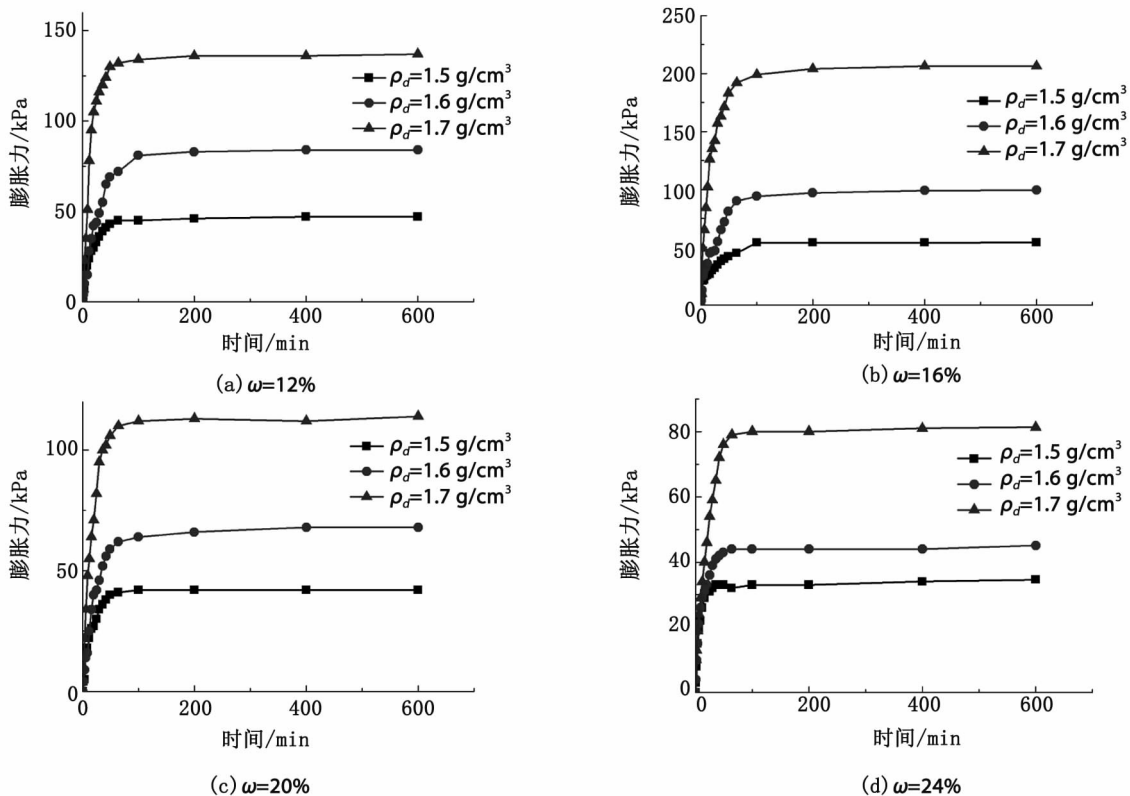 150
100
50
0
膨胀力/kPa
ρd=1.5 g/cm³
ρd=1.6 g/cm³
ρd=1.7 g/cm³
0 200 400 600
时间/min
(a) ω=12%
250
200
150
100
50
0
膨胀力/kPa
ρd=1.5 g/cm³
ρd=1.6 g/cm³
ρd=1.7 g/cm³
0 200 400 600
时间/min
(b) ω=16%
100
50
0
膨胀力/kPa
ρd=1.5 g/cm³
ρd=1.6 g/cm³
ρd=1.7 g/cm³
0 200 400 600
时间/min
(c) ω=20%
80
60
40
20
0
膨胀力/kPa
ρd=1.5 g/cm³
ρd=1.6 g/cm³
ρd=1.7 g/cm³
0 200 400 600
时间/min
(d) ω=24%